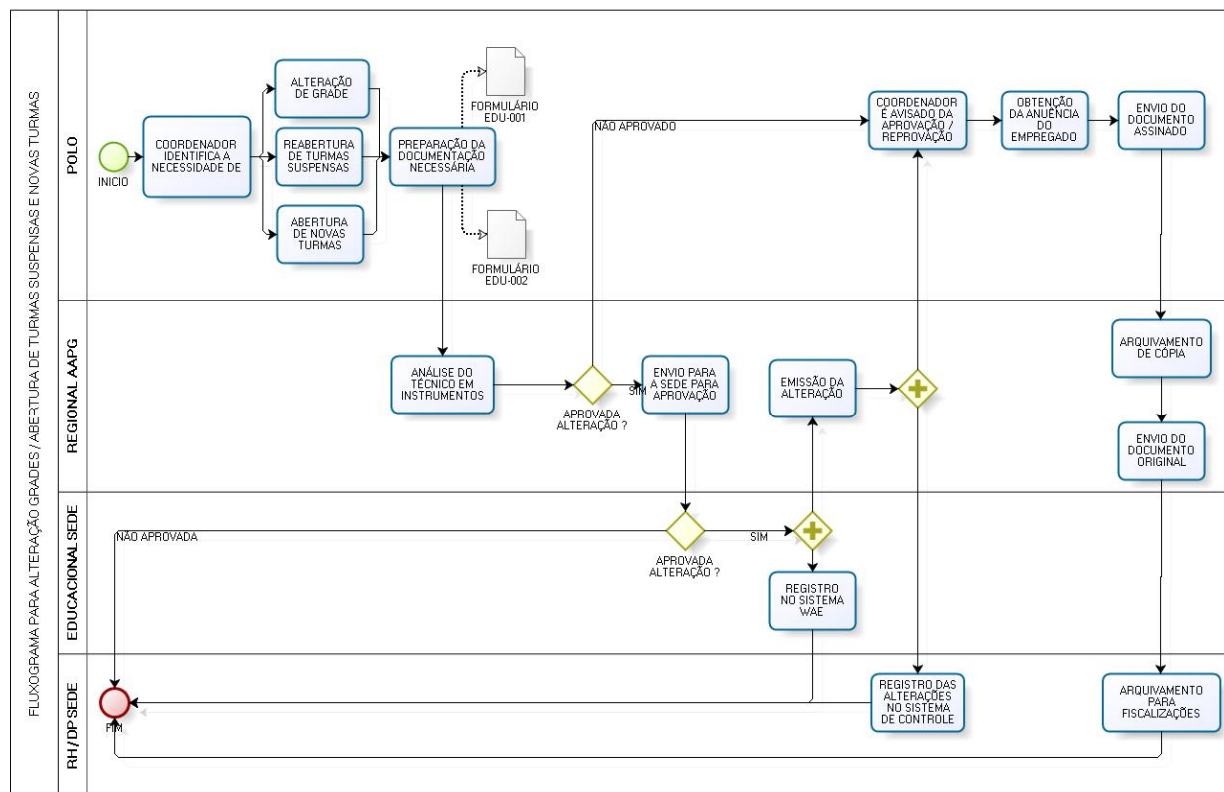 FLUXOGRAMA PARA ALTERAÇÃO GRADES / ABERTURA DE TURMAS SUSPENSAS E NOVAS TURMAS
POLO
INICIO
COORDENADOR
IDENTIFICA A
NECESSIDADE DE
ALTERAÇÃO
DE GRADE
REABERTURA
DE TURMAS
SUSPENSAS
ABERTURA
DE NOVAS
TURMAS
PREPARAÇÃO DA
DOCUMENTAÇÃO
NECESSÁRIA
FORMULÁRIO
EDU-001
FORMULÁRIO
EDU-002
NÃO APROVADO
COORDENADOR
É AVISADO DA
APROVAÇÃO /
REPROVAÇÃO
OBTENÇÃO
DA ANUÊNCIA
DO
EMPREGADO
ENVIO DO
DOCUMENTO
ASSINADO
REGIONAL AAPG
ANÁLISE DO
TÉCNICO EM
INSTRUMENTOS
APROVADA
ALTERAÇÃO ?
SIM
ENVIO PARA
A SEDE PARA
APROVAÇÃO
EMISSÃO DA
ALTERAÇÃO
ARQUIVAMENTO
DE CÓPIA
ENVIO DO
DOCUMENTO
ORIGINAL
EDUCACIONAL SEDE
NÃO APROVADA
APROVADA
ALTERAÇÃO ?
SIM
REGISTRO
NO SISTEMA
WAE
RH/DP SEDE
FIM
REGISTRO DAS
ALTERAÇÕES
NO SISTEMA
DE CONTROLE
ARQUIVAMENTO
PARA
FISCALIZAÇÕES